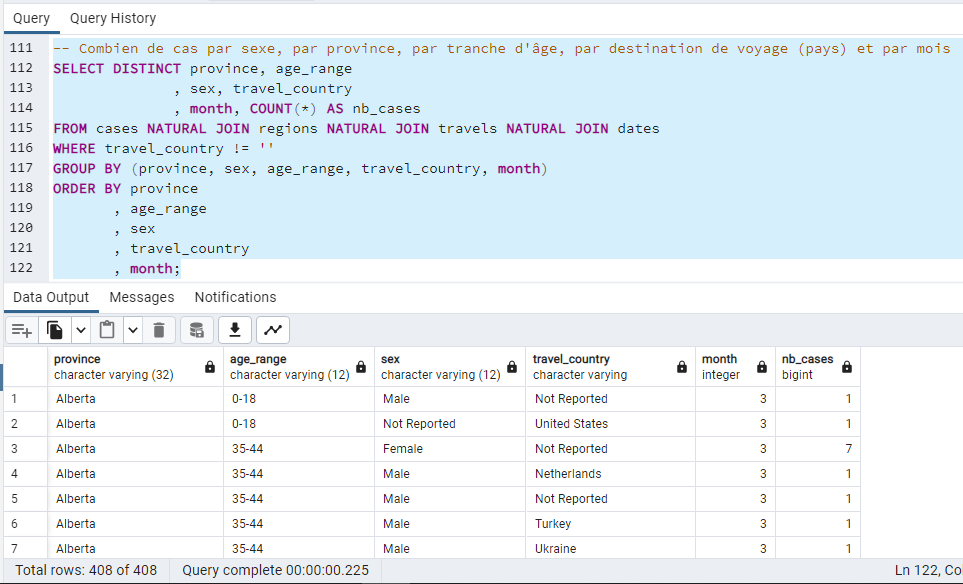 Query Query History
111 -- Combien de cas par sexe, par province, par tranche d'âge, par destination de voyage (pays) et par mois
112 SELECT DISTINCT province, age_range
113 , sex, travel_country
114 , month, COUNT(*) AS nb_cases
115 FROM cases NATURAL JOIN regions NATURAL JOIN travels NATURAL JOIN dates
116 WHERE travel_country != ''
117 GROUP BY (province, sex, age_range, travel_country, month)
118 ORDER BY province
119 , age_range
120 , sex
121 , travel_country
122 , month;
Data Output Messages Notifications
province age_range sex travel_country month nb_cases
character varying (32) character varying (12) character varying (12) character varying integer bigint
1 Alberta 0-18 Male Not Reported 3 1
2 Alberta 0-18 Not Reported United States 3 1
3 Alberta 35-44 Female Not Reported 3 7
4 Alberta 35-44 Male Netherlands 3 1
5 Alberta 35-44 Male Not Reported 3 1
6 Alberta 35-44 Male Turkey 3 1
7 Alberta 35-44 Male Ukraine 3 1
Total rows: 408 of 408 Query complete 00:00:00.225 Ln 122, Co